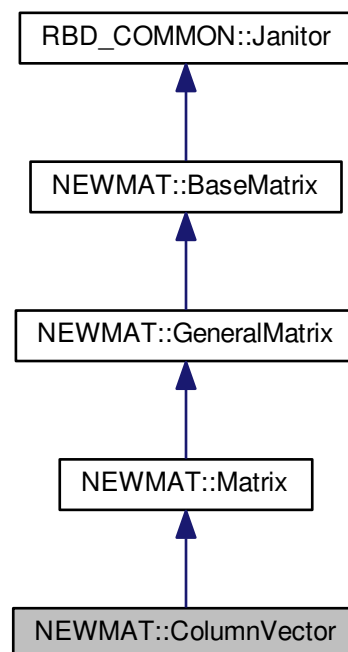 RBD_COMMON::Janitor
NEWMAT::BaseMatrix
NEWMAT::GeneralMatrix
NEWMAT::Matrix
NEWMAT::ColumnVector